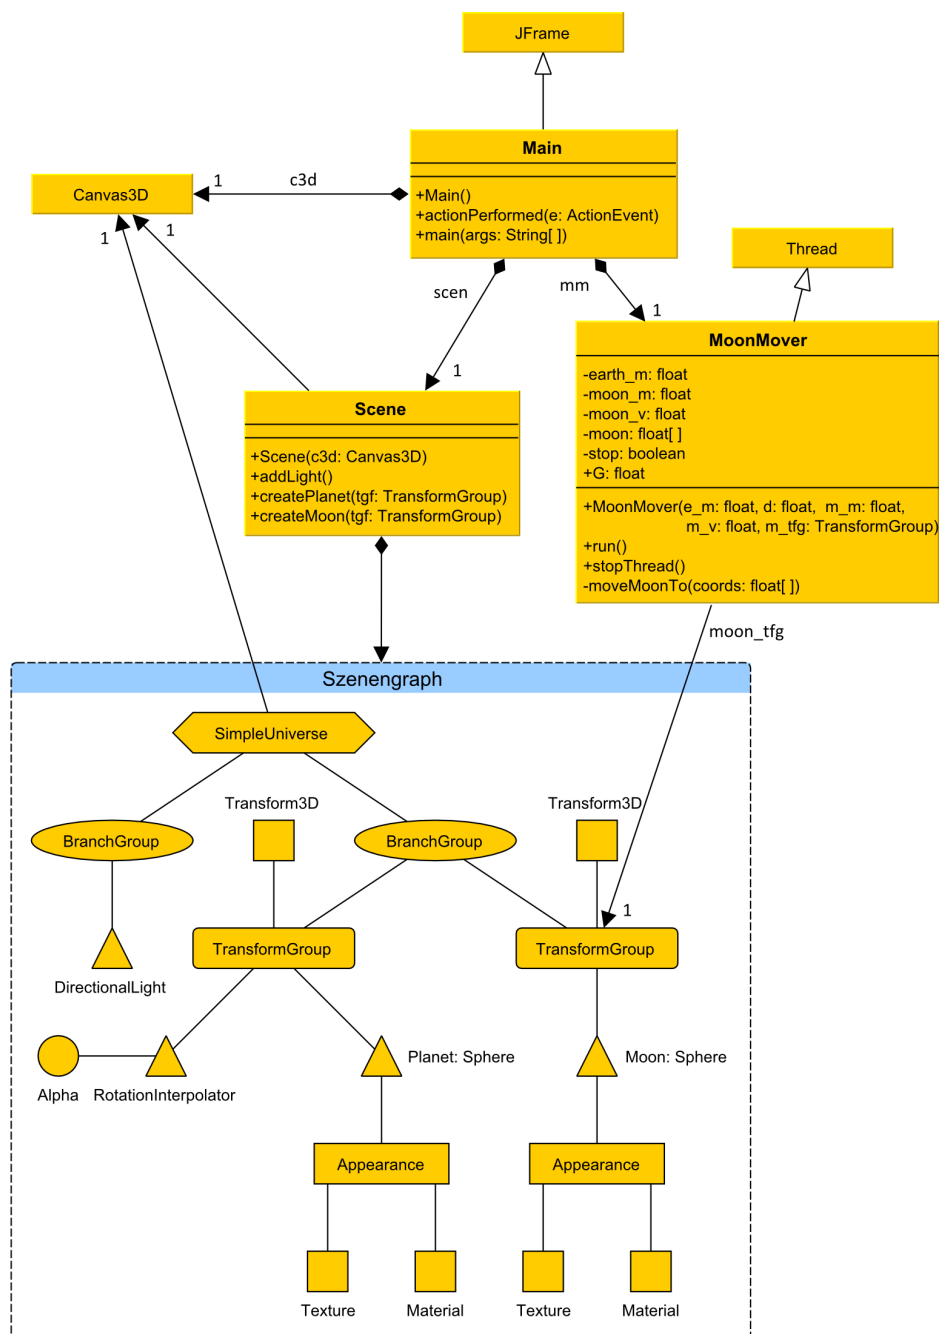 JFrame
Main
+Main()
+actionPerformed(e: ActionEvent)
+main(args: String[ ])
Canvas3D
1
c3d
1
1
scen
1
mm
1
Thread
MoonMover
-earth_m: float
-moon_m: float
-moon_v: float
-moon: float[ ]
-stop: boolean
+G: float
+MoonMover(e_m: float, d: float, m_m: float,
m_v: float, m_tfg: TransformGroup)
+run()
+stopThread()
-moveMoonTo(coords: float[ ])
Scene
+Scene(c3d: Canvas3D)
+addLight()
+createPlanet(tgf: TransformGroup)
+createMoon(tgf: TransformGroup)
moon_tfg
Szenengraph
SimpleUniverse
Transform3D
Transform3D
BranchGroup
BranchGroup
1
TransformGroup
TransformGroup
DirectionalLight
Planet: Sphere
Moon: Sphere
Alpha
RotationInterpolator
Appearance
Appearance
Texture
Material
Texture
Material